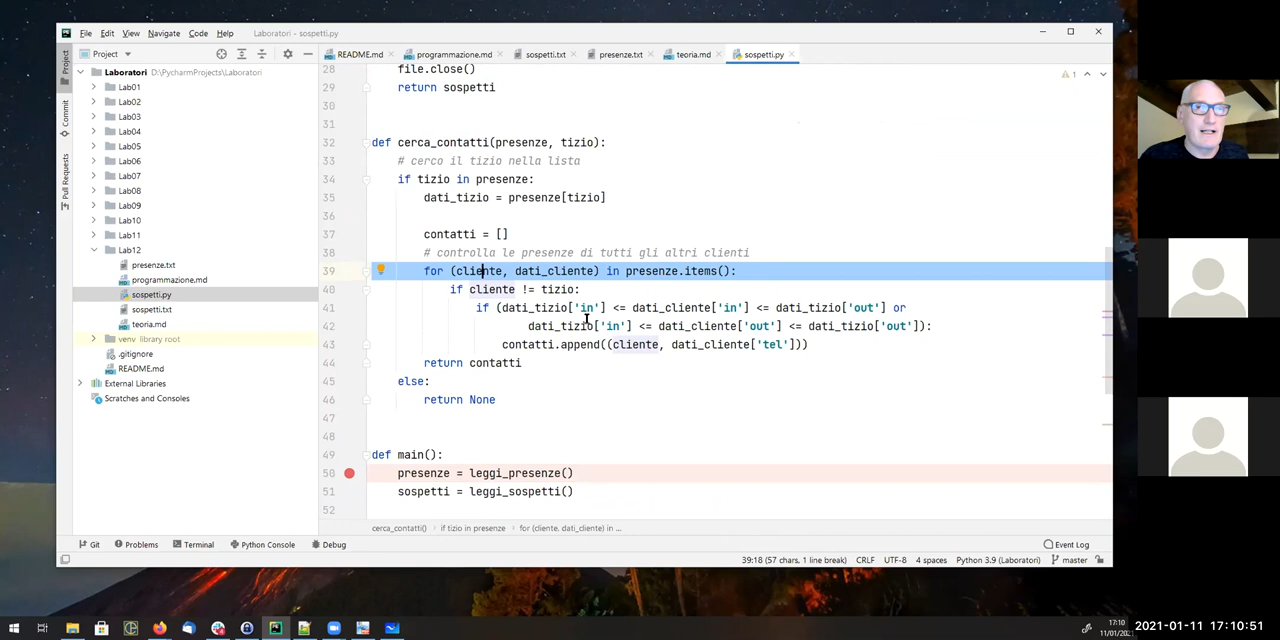 File Edit View Navigate Code Help Laboratori - sospetti.py
Project README.md programmazione.md sospetti.txt presenze.txt teoria.md sospetti.py
Project
Commit
Pull Requests
Laboratori D:\PycharmProjects\Laboratori
Lab01
Lab02
Lab03
Lab04
Lab05
Lab06
Lab07
Lab08
Lab09
Lab10
Lab11
Lab12
presenze.txt
programmazione.md
sospetti.py
sospetti.txt
teoria.md
venv library root
.gitignore
README.md
External Libraries
Scratches and Consoles
1
28 file.close()
29 return sospetti
30
31
32 def cerca_contatti(presenze, tizio):
33 # cerco il tizio nella lista
34 if tizio in presenze:
35 dati_tizio = presenze[tizio]
36
37 contatti = []
38 # controlla le presenze di tutti gli altri clienti
39 for (cliente, dati_cliente) in presenze.items():
40 if cliente != tizio:
41 if (dati_tizio['in'] <= dati_cliente['in'] <= dati_tizio['out'] or
42 dati_tizio['in'] <= dati_cliente['out'] <= dati_tizio['out']):
43 contatti.append((cliente, dati_cliente['tel']))
44 return contatti
45 else:
46 return None
47
48
49 def main():
50 presenze = leggi_presenze()
51 sospetti = leggi_sospetti()
52
cerca_contatti() if tizio in presenze for (cliente, dati_cliente) in ...
Git Problems Terminal Python Console Debug Event Log
39:18 (57 chars, 1 line break) CRLF UTF-8 4 spaces Python 3.9 (Laboratori) master
17:10
11/01/202
2021-01-11 17:10:51